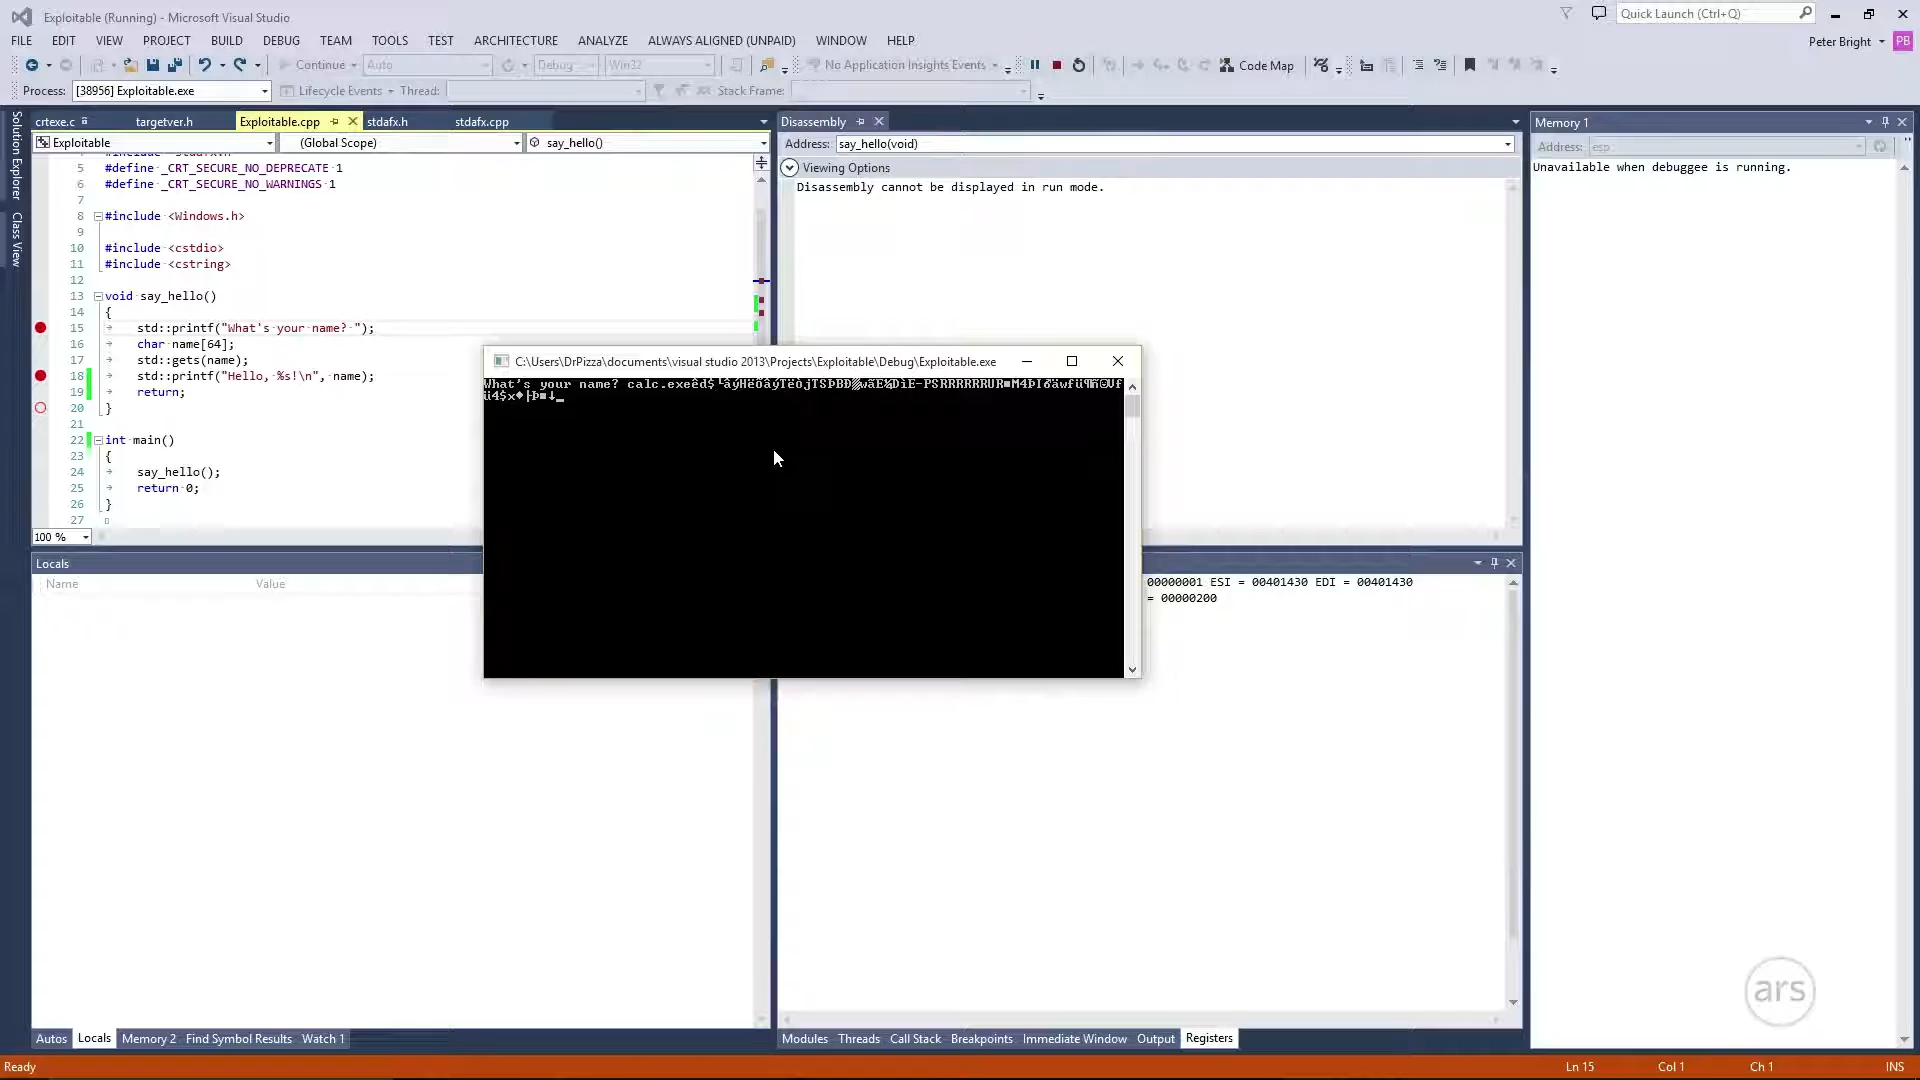 Exploitable (Running) - Microsoft Visual Studio
Quick Launch (Ctrl+Q)
FILE EDIT VIEW PROJECT BUILD DEBUG TEAM TOOLS TEST ARCHITECTURE ANALYZE ALWAYS ALIGNED (UNPAID) WINDOW HELP
Peter Bright PB
Continue Auto Debug Win32 No Application Insights Events Code Map
Process: [38956] Exploitable.exe Lifecycle Events Thread: Stack Frame:
Solution Explorer
Class View
crtexe.c targetver.h Exploitable.cpp stdafx.h stdafx.cpp
Exploitable (Global Scope) say_hello()
5 #define _CRT_SECURE_NO_DEPRECATE 1
6 #define _CRT_SECURE_NO_WARNINGS 1
7
8 #include <Windows.h>
9
10 #include <cstdio>
11 #include <cstring>
12
13 void say_hello()
14 {
15 std::printf("What's your name? ");
16 char name[64];
17 std::gets(name);
18 std::printf("Hello, %s!\n", name);
19 return;
20 }
21
22 int main()
23 {
24 say_hello();
25 return 0;
26 }
27
100 %
Disassembly
Address: say_hello(void)
Viewing Options
Disassembly cannot be displayed in run mode.
Memory 1
Address: esp
Unavailable when debuggee is running.
C:\Users\DrPizza\documents\visual studio 2013\Projects\Exploitable\Debug\Exploitable.exe
What's your name?
Locals
Name Value
00000001 ESI = 00401430 EDI = 00401430
= 00000200
ars
Autos Locals Memory 2 Find Symbol Results Watch 1
Modules Threads Call Stack Breakpoints Immediate Window Output Registers
Ready Ln 15 Col 1 Ch 1 INS